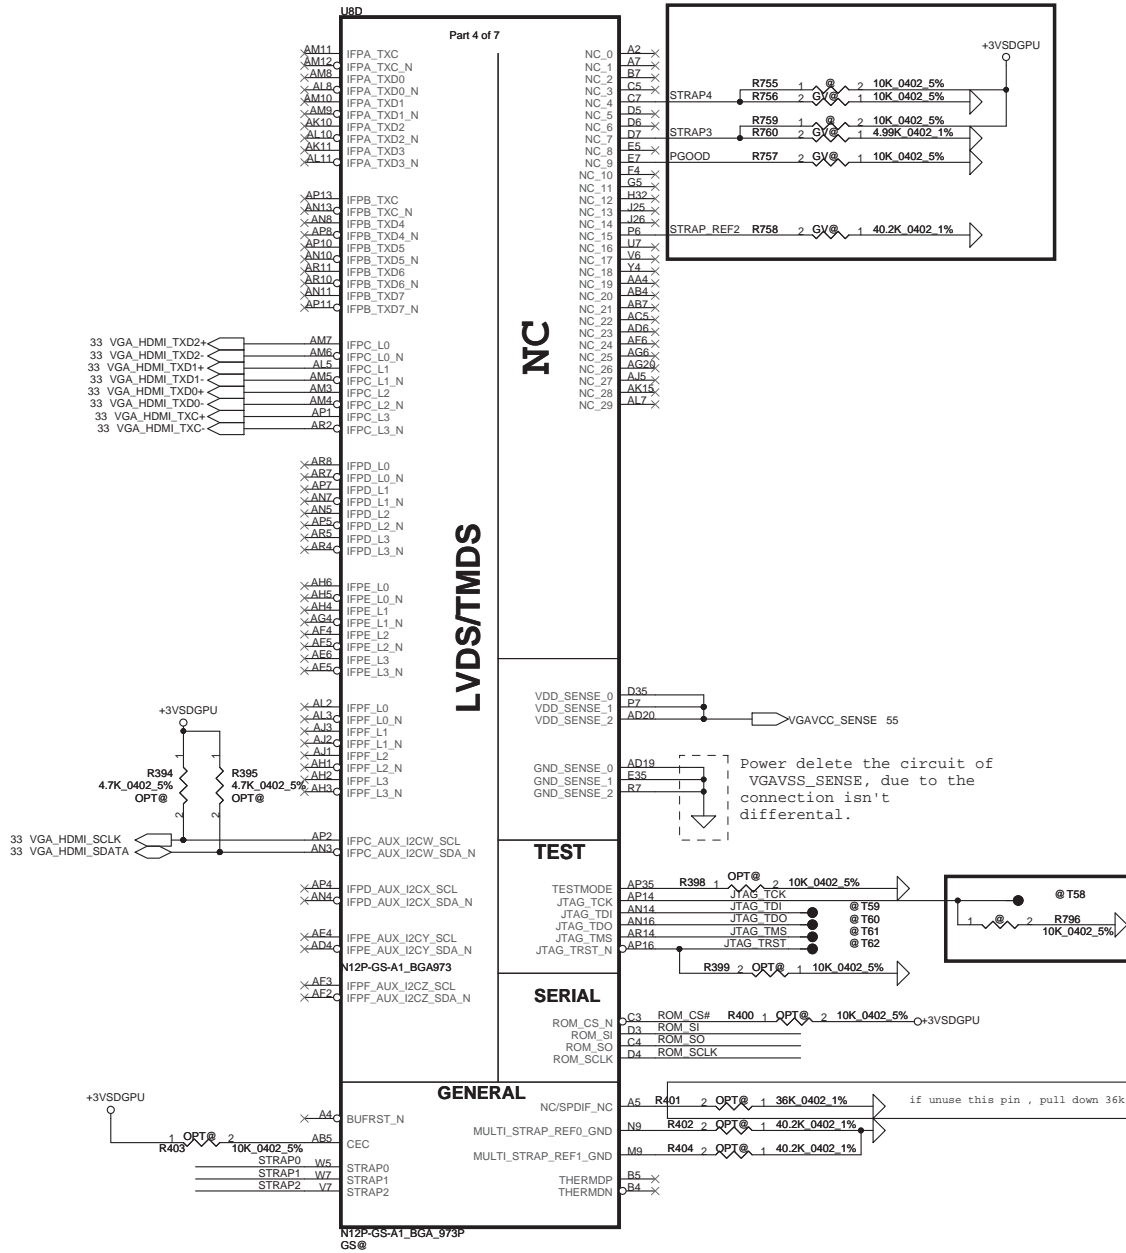 U8D
Part 4 of 7
LVDS/TMDS
NC
AM11 IFPA_TXC
AM12 IFPA_TXC_N
AM8 IFPA_TXD0
AL8 IFPA_TXD0_N
AM10 IFPA_TXD1
AM9 IFPA_TXD1_N
AK10 IFPA_TXD2
AL10 IFPA_TXD2_N
AK11 IFPA_TXD3
AL11 IFPA_TXD3_N
AP13 IFPB_TXC
AN13 IFPB_TXC_N
AN8 IFPB_TXD4
AP8 IFPB_TXD4_N
AP10 IFPB_TXD5
AN10 IFPB_TXD5_N
AR11 IFPB_TXD6
AR10 IFPB_TXD6_N
AN11 IFPB_TXD7
AP11 IFPB_TXD7_N
33 VGA_HDMI_TXD2+ AM7 IFPC_L0
33 VGA_HDMI_TXD2- AM6 IFPC_L0_N
33 VGA_HDMI_TXD1+ AL5 IFPC_L1
33 VGA_HDMI_TXD1- AM5 IFPC_L1_N
33 VGA_HDMI_TXD0+ AM3 IFPC_L2
33 VGA_HDMI_TXD0- AM4 IFPC_L2_N
33 VGA_HDMI_TXC+ AP1 IFPC_L3
33 VGA_HDMI_TXC- AR2 IFPC_L3_N
AR8 IFPD_L0
AR7 IFPD_L0_N
AP7 IFPD_L1
AN7 IFPD_L1_N
AN5 IFPD_L2
AP5 IFPD_L2_N
AR5 IFPD_L3
AR4 IFPD_L3_N
AH6 IFPE_L0
AH5 IFPE_L0_N
AH4 IFPE_L1
AG4 IFPE_L1_N
AF4 IFPE_L2
AF5 IFPE_L2_N
AE6 IFPE_L3
AE5 IFPE_L3_N
AL2 IFPF_L0
AL3 IFPF_L0_N
AJ3 IFPF_L1
AJ2 IFPF_L1_N
AJ1 IFPF_L2
AH1 IFPF_L2_N
AH2 IFPF_L3
AH3 IFPF_L3_N
+3VSDGPU
1 1
R394 R395
4.7K_0402_5% 4.7K_0402_5%
OPT@ OPT@
2 2
33 VGA_HDMI_SCLK AP2 IFPC_AUX_I2CW_SCL
33 VGA_HDMI_SDATA AN3 IFPC_AUX_I2CW_SDA_N
AP4 IFPD_AUX_I2CX_SCL
AN4 IFPD_AUX_I2CX_SDA_N
AE4 IFPE_AUX_I2CY_SCL
AD4 IFPE_AUX_I2CY_SDA_N
N12P-GS-A1_BGA973
AF3 IFPF_AUX_I2CZ_SCL
AF2 IFPF_AUX_I2CZ_SDA_N
NC_0 A2
NC_1 A7
NC_2 B7
NC_3 C5
NC_4 C7
NC_5 D5
NC_6 D6
NC_7 D7
NC_8 E5
NC_9 E7
NC_10 F4
NC_11 G5
NC_12 H32
NC_13 J25
NC_14 J26
NC_15 P6
NC_16 U7
NC_17 V6
NC_18 Y4
NC_19 AA4
NC_20 AB4
NC_21 AB7
NC_22 AC5
NC_23 AD6
NC_24 AF6
NC_25 AG6
NC_26 AG20
NC_27 AJ5
NC_28 AK15
NC_29 AL7
+3VSDGPU
R755 1 @ 2 10K_0402_5%
STRAP4 R756 2 GV@ 1 10K_0402_5%
R759 1 @ 2 10K_0402_5%
STRAP3 R760 2 GV@ 1 4.99K_0402_1%
PGOOD R757 2 GV@ 1 10K_0402_5%
STRAP_REF2 R758 2 GV@ 1 40.2K_0402_1%
VDD_SENSE_0 D35
VDD_SENSE_1 P7
VDD_SENSE_2 AD20 VGAVCC_SENSE 55
GND_SENSE_0 AD19
GND_SENSE_1 E35
GND_SENSE_2 R7
Power delete the circuit of
VGAVSS_SENSE, due to the
connection isn't
differental.
TEST
TESTMODE AP35 R398 1 OPT@ 2 10K_0402_5%
JTAG_TCK AP14 JTAG_TCK @T58
JTAG_TDI AN14 JTAG_TDI @T59
JTAG_TDO AN16 JTAG_TDO @T60
JTAG_TMS AR14 JTAG_TMS @T61
JTAG_TRST_N AP16 JTAG_TRST @T62
1 @ 2 R796
10K_0402_5%
R399 2 OPT@ 1 10K_0402_5%
SERIAL
ROM_CS_N C3 ROM_CS# R400 1 OPT@ 2 10K_0402_5% +3VSDGPU
ROM_SI D3 ROM_SI
ROM_SO C4 ROM_SO
ROM_SCLK D4 ROM_SCLK
GENERAL
NC/SPDIF_NC A5 R401 2 OPT@ 1 36K_0402_1% if unuse this pin , pull down 36k
MULTI_STRAP_REF0_GND N9 R402 2 OPT@ 1 40.2K_0402_1%
MULTI_STRAP_REF1_GND M9 R404 2 OPT@ 1 40.2K_0402_1%
THERMDP B5
THERMDN B4
+3VSDGPU
A4 BUFRST_N
1 OPT@ 2 AB5 CEC
R403 10K_0402_5%
STRAP0 W5 STRAP0
STRAP1 W7 STRAP1
STRAP2 V7 STRAP2
N12P-GS-A1_BGA_973P
GS@